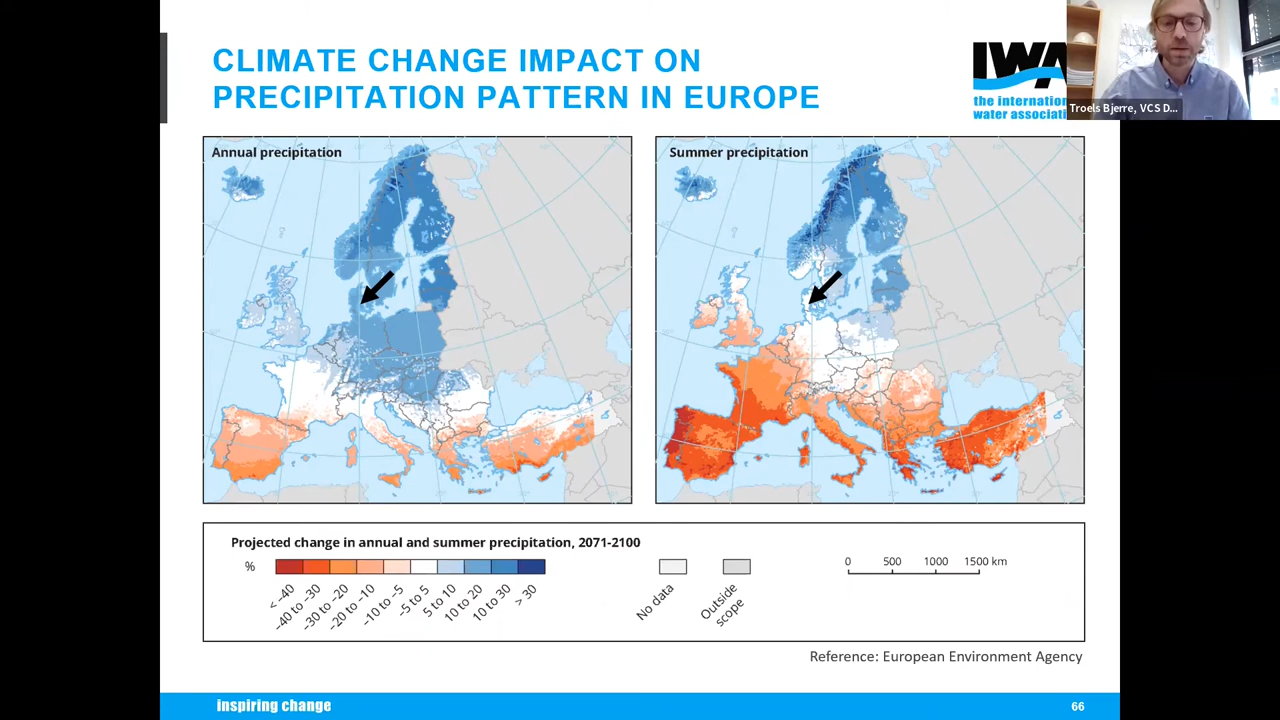 CLIMATE CHANGE IMPACT ON
PRECIPITATION PATTERN IN EUROPE
IWA
the internation
water associati
Troels Bjerre, VCS D...
Annual precipitation
Summer precipitation
Projected change in annual and summer precipitation, 2071-2100
%
< -40
-40 to -30
-30 to -20
-20 to -10
-10 to -5
-5 to 5
5 to 10
10 to 20
10 to 30
> 30
No data
Outside
scope
0 500 1000 1500 km
Reference: European Environment Agency
inspiring change
66